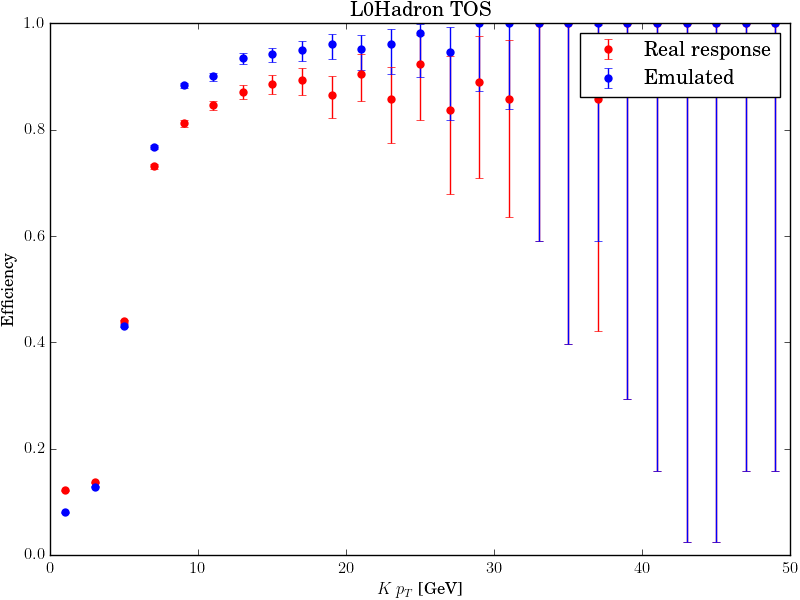 L0Hadron TOS
Real response
Emulated
Efficiency
1.0
0.8
0.6
0.4
0.2
0.0
0 10 20 30 40 50
K p_T [GeV]